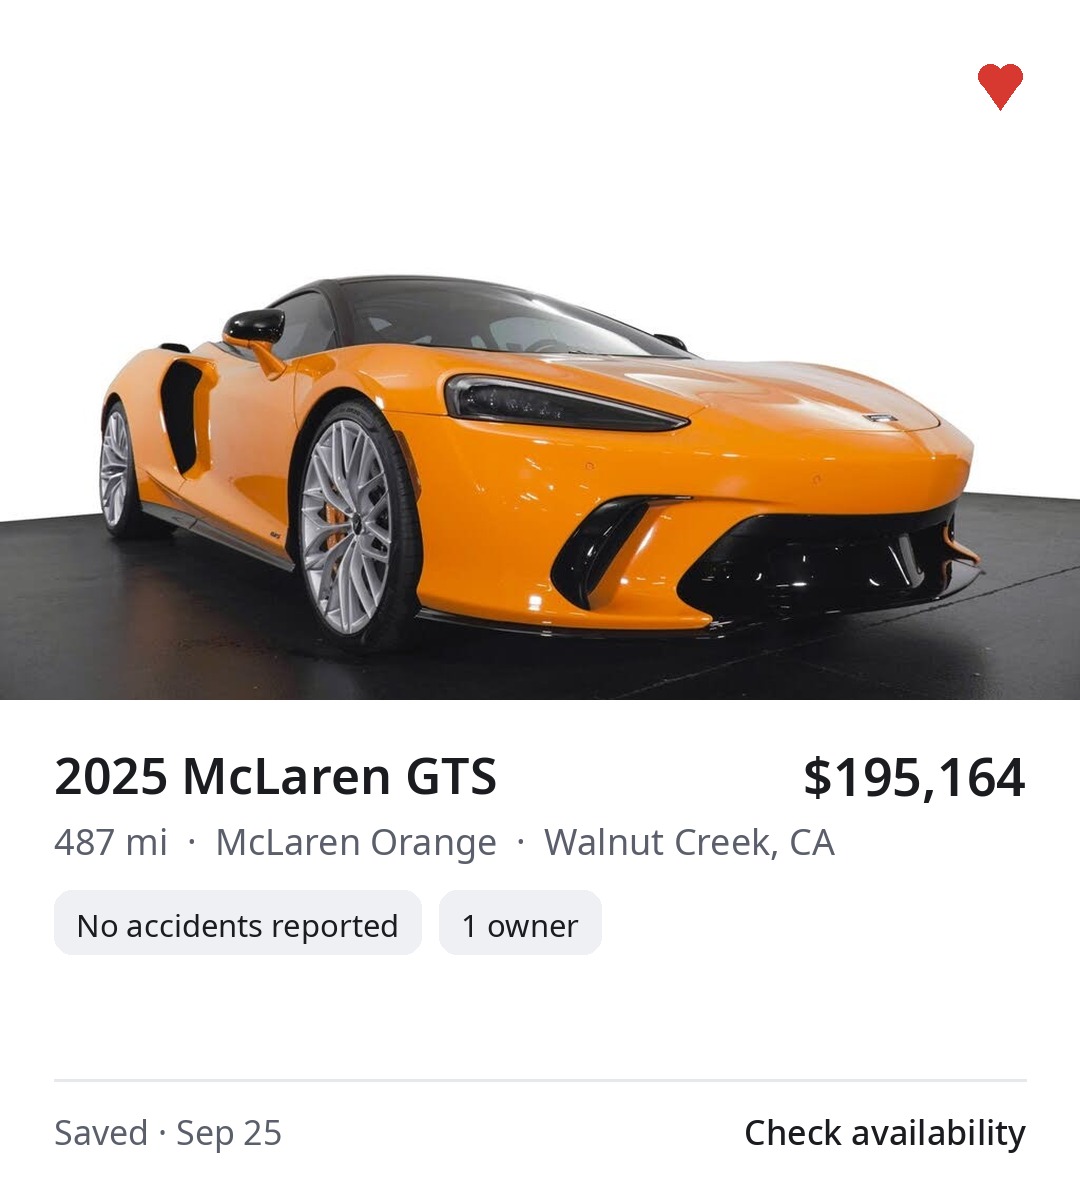 2025 McLaren GTS
$195,164
487 mi · McLaren Orange · Walnut Creek, CA
No accidents reported
1 owner
Saved · Sep 25
Check availability